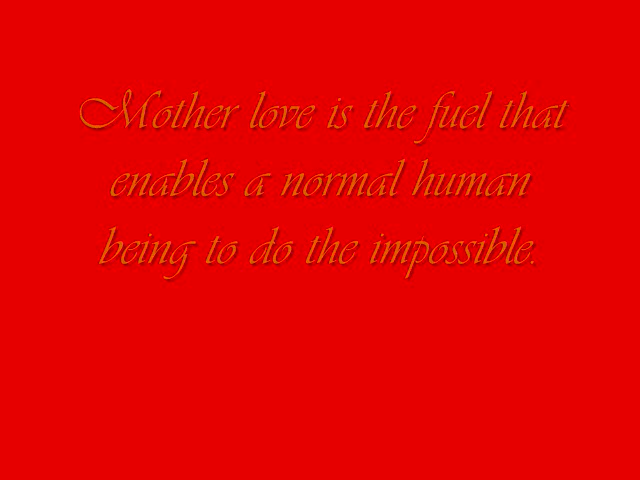 Mother love is the fuel that
enables a normal human
being to do the impossible.